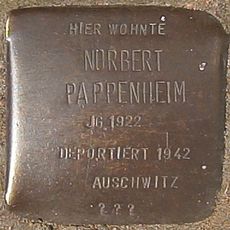 HIER WOHNTE
NORBERT
PAPPENHEIM
JG. 1922
DEPORTIERT 1942
AUSCHWITZ
? ? ?